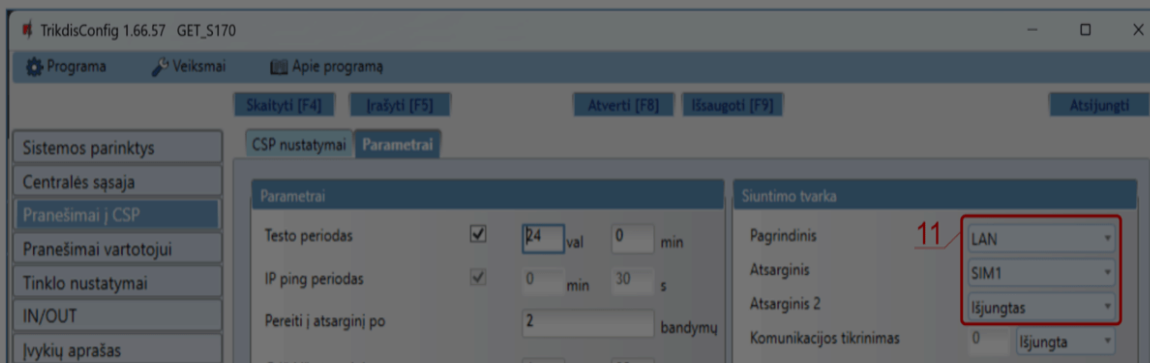 TrikdisConfig 1.66.57 GET_S170
Programa Veiksmai Apie programą
Skaityti [F4] Įrašyti [F5] Atverti [F8] Išsaugoti [F9] Atsijungti
Sistemos parinktys
Centralės sąsaja
Pranešimai į CSP
Pranešimai vartotojui
Tinklo nustatymai
IN/OUT
Įvykių aprašas
CSP nustatymai Parametrai
Parametrai
Testo periodas 24 val 0 min
IP ping periodas 0 min 30 s
Pereiti į atsarginį po 2 bandymų
Siuntimo tvarka
Pagrindinis 11 LAN
Atsarginis SIM1
Atsarginis 2 Išjungtas
Komunikacijos tikrinimas 0 Išjungta